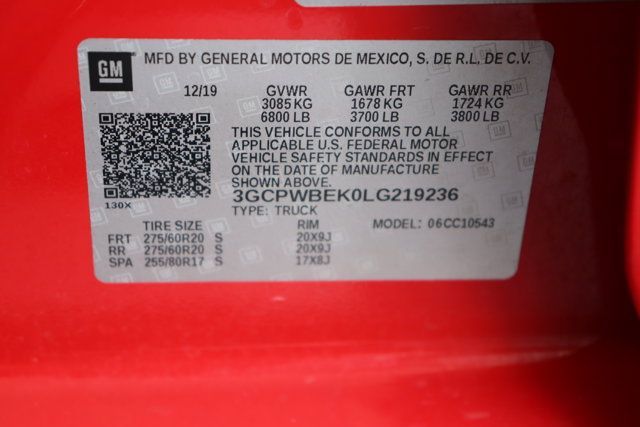 GM
MFD BY GENERAL MOTORS DE MEXICO, S. DE R.L, DE C.V.
12/19 GVWR GAWR FRT GAWR RR
3085 KG 1678 KG 1724 KG
6800 LB 3700 LB 3800 LB
THIS VEHICLE CONFORMS TO ALL
APPLICABLE U.S. FEDERAL MOTOR
VEHICLE SAFETY STANDARDS IN EFFECT
ON THE DATE OF MANUFACTURE
SHOWN ABOVE.
130X
3GCPWBEK0LG219236
TYPE: TRUCK MODEL: 06CC10543
TIRE SIZE RIM
FRT 275/60R20 S 20X9J
RR 275/60R20 S 20X9J
SPA 255/80R17 S 17X8J